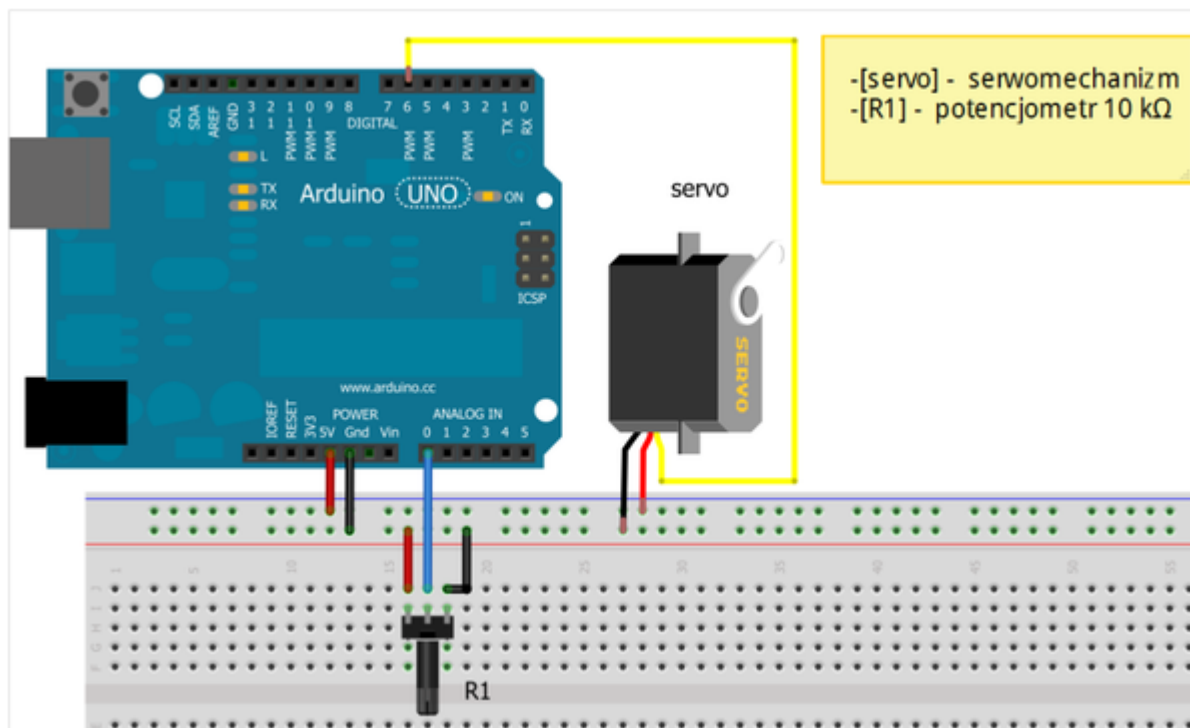 -[servo] - serwomechanizm
-[R1] - potencjometr 10 kΩ
SCL
SDA
AREF
GND
13
12
PWM 11
PWM 10
PWM 9
8
DIGITAL
7
PWM 6
PWM 5
4
PWM 3
2
TX 1
RX 0
L
TX
RX
Arduino UNO
ON
1
ICSP
servo
SERVO
www.arduino.cc
POWER
ANALOG IN
IOREF
RESET
3V3
5V
Gnd
Vin
0 1 2 3 4 5
1 5 10 15 20 25 30 35 40 45 50 55
J
I
H
G
F
R1
E